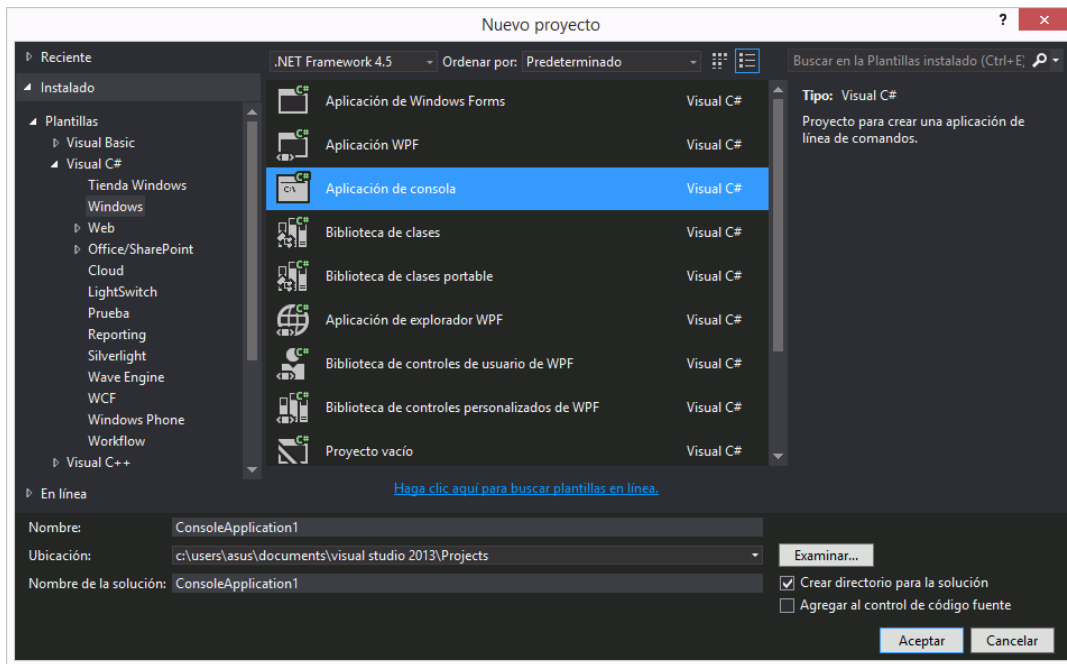 Nuevo proyecto
? ×
Reciente
.NET Framework 4.5 Ordenar por: Predeterminado
Buscar en la Plantillas instalado (Ctrl+E)
Instalado
Plantillas
Visual Basic
Visual C#
Tienda Windows
Windows
Web
Office/SharePoint
Cloud
LightSwitch
Prueba
Reporting
Silverlight
Wave Engine
WCF
Windows Phone
Workflow
Visual C++
En línea
C# Aplicación de Windows Forms Visual C#
C# Aplicación WPF Visual C#
C# C:\ Aplicación de consola Visual C#
C# Biblioteca de clases Visual C#
C# Biblioteca de clases portable Visual C#
C# Aplicación de explorador WPF Visual C#
C# Biblioteca de controles de usuario de WPF Visual C#
C# Biblioteca de controles personalizados de WPF Visual C#
C# Proyecto vacío Visual C#
Haga clic aquí para buscar plantillas en línea.
Tipo: Visual C#
Proyecto para crear una aplicación de
línea de comandos.
Nombre: ConsoleApplication1
Ubicación: c:\users\asus\documents\visual studio 2013\Projects Examinar...
Nombre de la solución: ConsoleApplication1
Crear directorio para la solución
Agregar al control de código fuente
Aceptar Cancelar